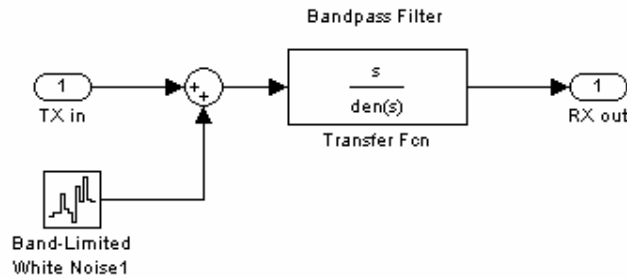 Bandpass Filter
1
TX in
+
+
s
den(s)
Transfer Fcn
1
RX out
Band-Limited
White Noise1